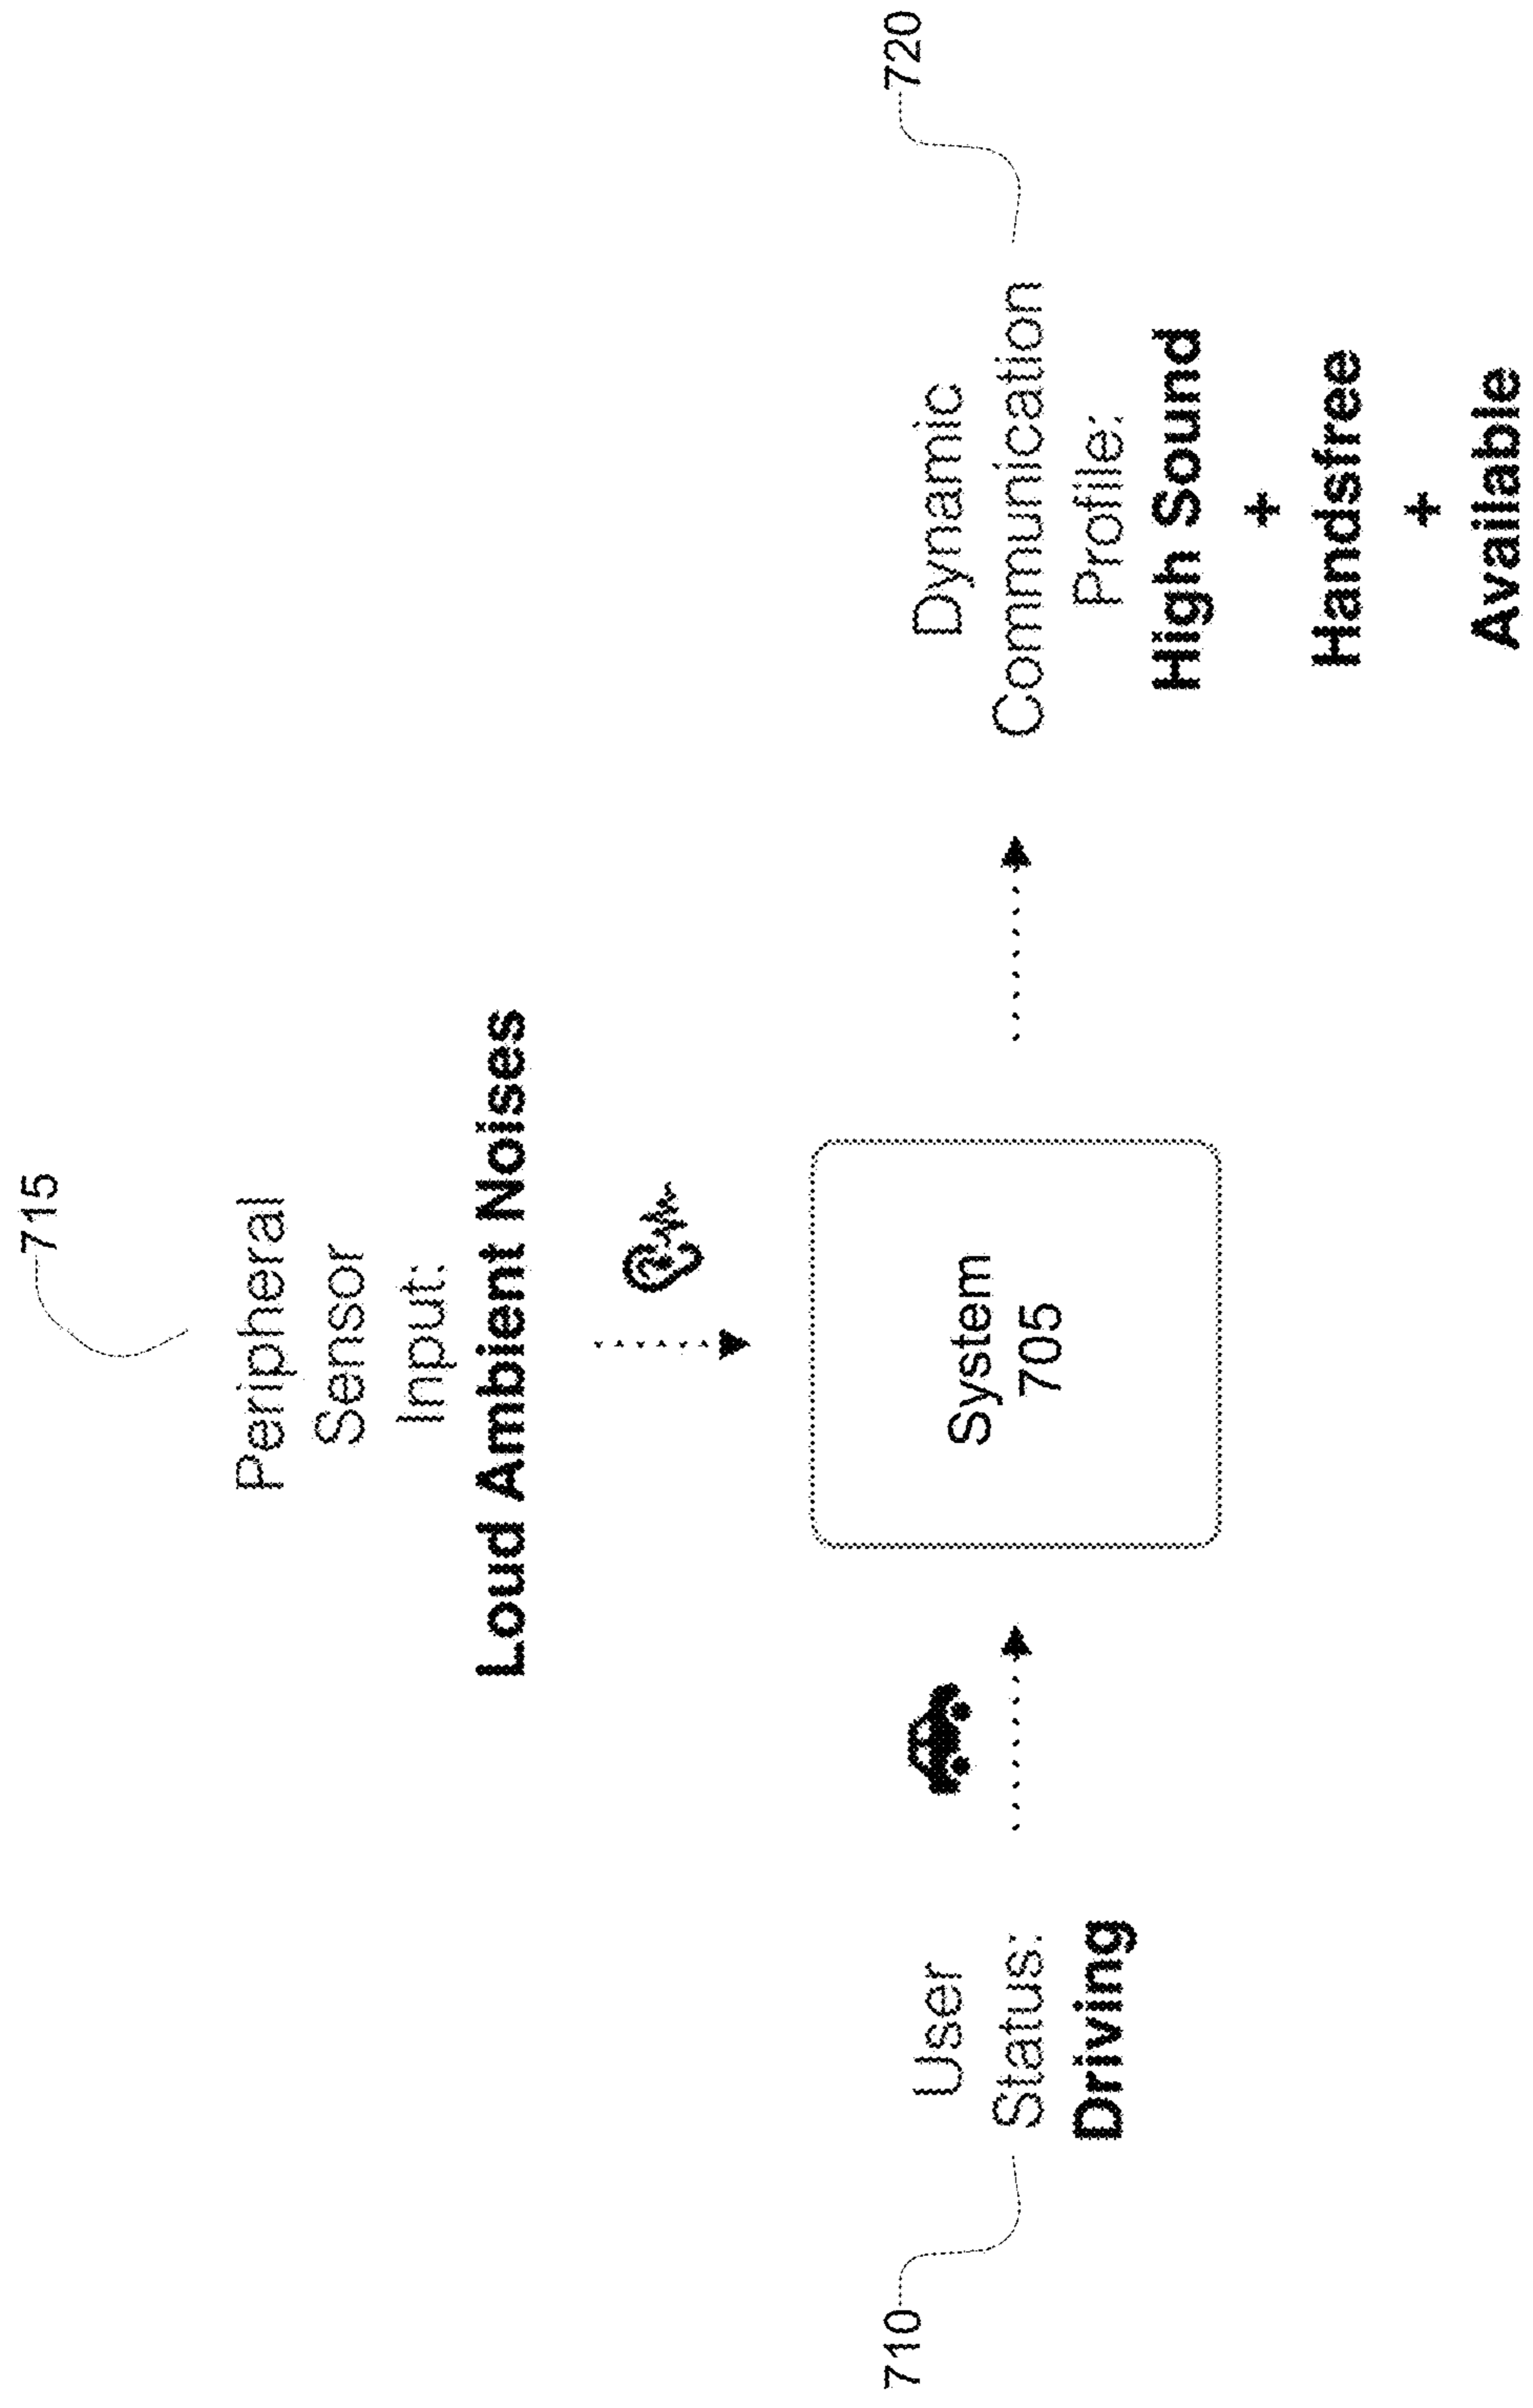 715
Peripheral
Sensor
Input:
Loud Ambient Noises
710
User
Status:
Driving
System
705
720
Dynamic
Communication
Profile:
High Sound
+
Handsfree
+
Available